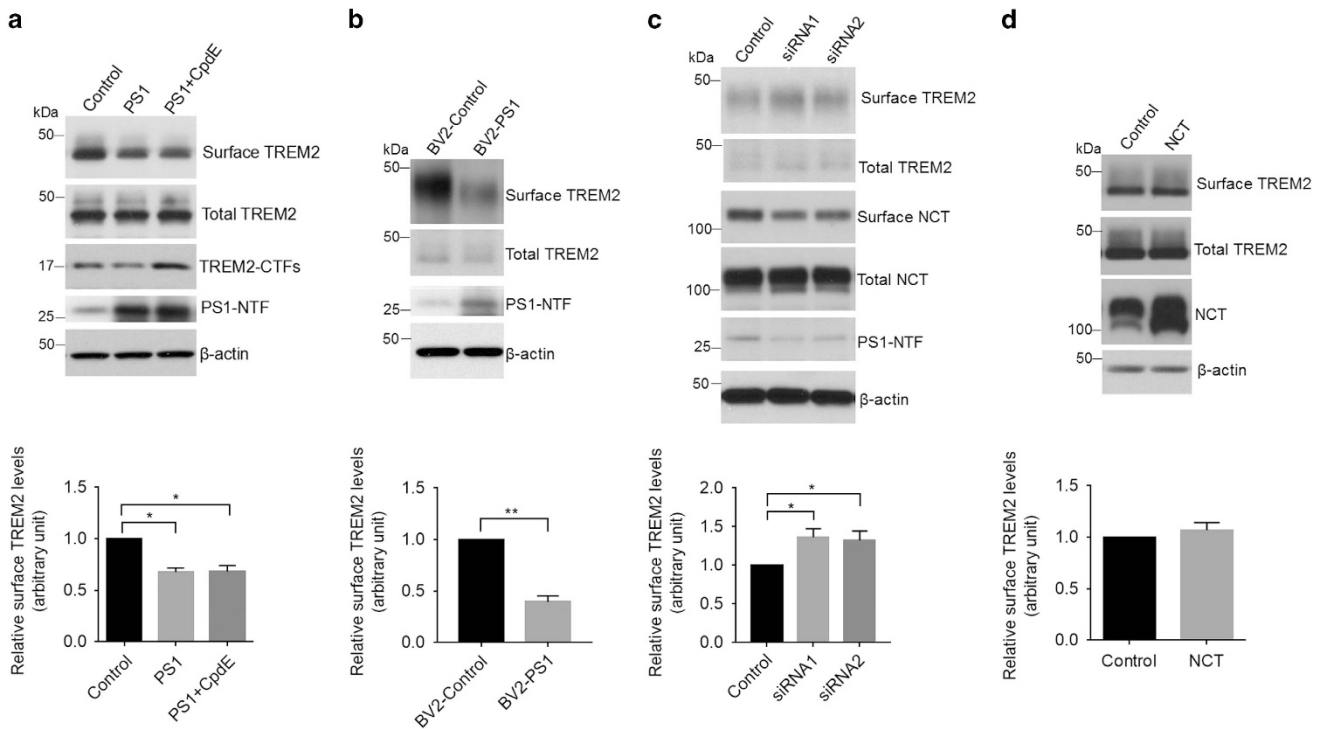 a
Control
PS1
PS1+CpdE
kDa
50
Surface TREM2
50
Total TREM2
17
TREM2-CTFs
25
PS1-NTF
50
β-actin
Relative surface TREM2 levels
(arbitrary unit)
1.5
1.0
0.5
0.0
*
*
Control
PS1
PS1+CpdE
b
BV2-Control
BV2-PS1
kDa
50
Surface TREM2
50
Total TREM2
25
PS1-NTF
50
β-actin
Relative surface TREM2 levels
(arbitrary unit)
1.5
1.0
0.5
0.0
**
BV2-Control
BV2-PS1
c
Control
siRNA1
siRNA2
kDa
50
Surface TREM2
50
Total TREM2
Surface NCT
100
Total NCT
100
PS1-NTF
25
50
β-actin
Relative surface TREM2 levels
(arbitrary unit)
2.0
1.5
1.0
0.5
0.0
*
*
Control
siRNA1
siRNA2
d
Control
NCT
kDa
50
Surface TREM2
50
Total TREM2
NCT
100
50
β-actin
Relative surface TREM2 levels
(arbitrary unit)
1.5
1.0
0.5
0.0
Control
NCT